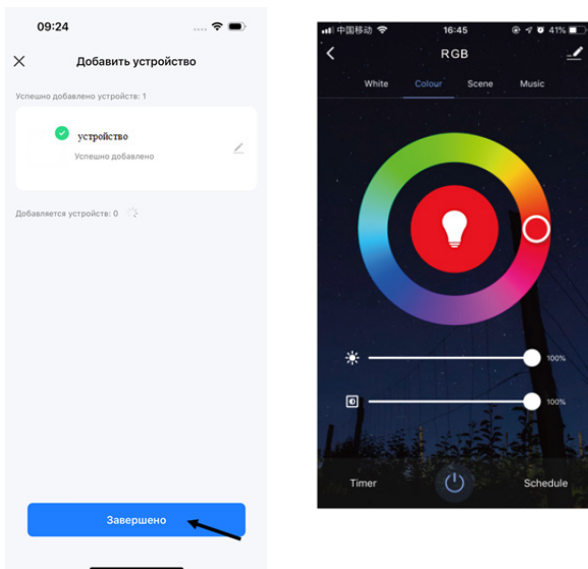 09:24
Добавить устройство
Успешно добавлено устройств: 1
устройство
Успешно добавлено
Добавляется устройств: 0
Завершено
中国移动 16:45 41%
RGB
White Colour Scene Music
100%
100%
Timer Schedule